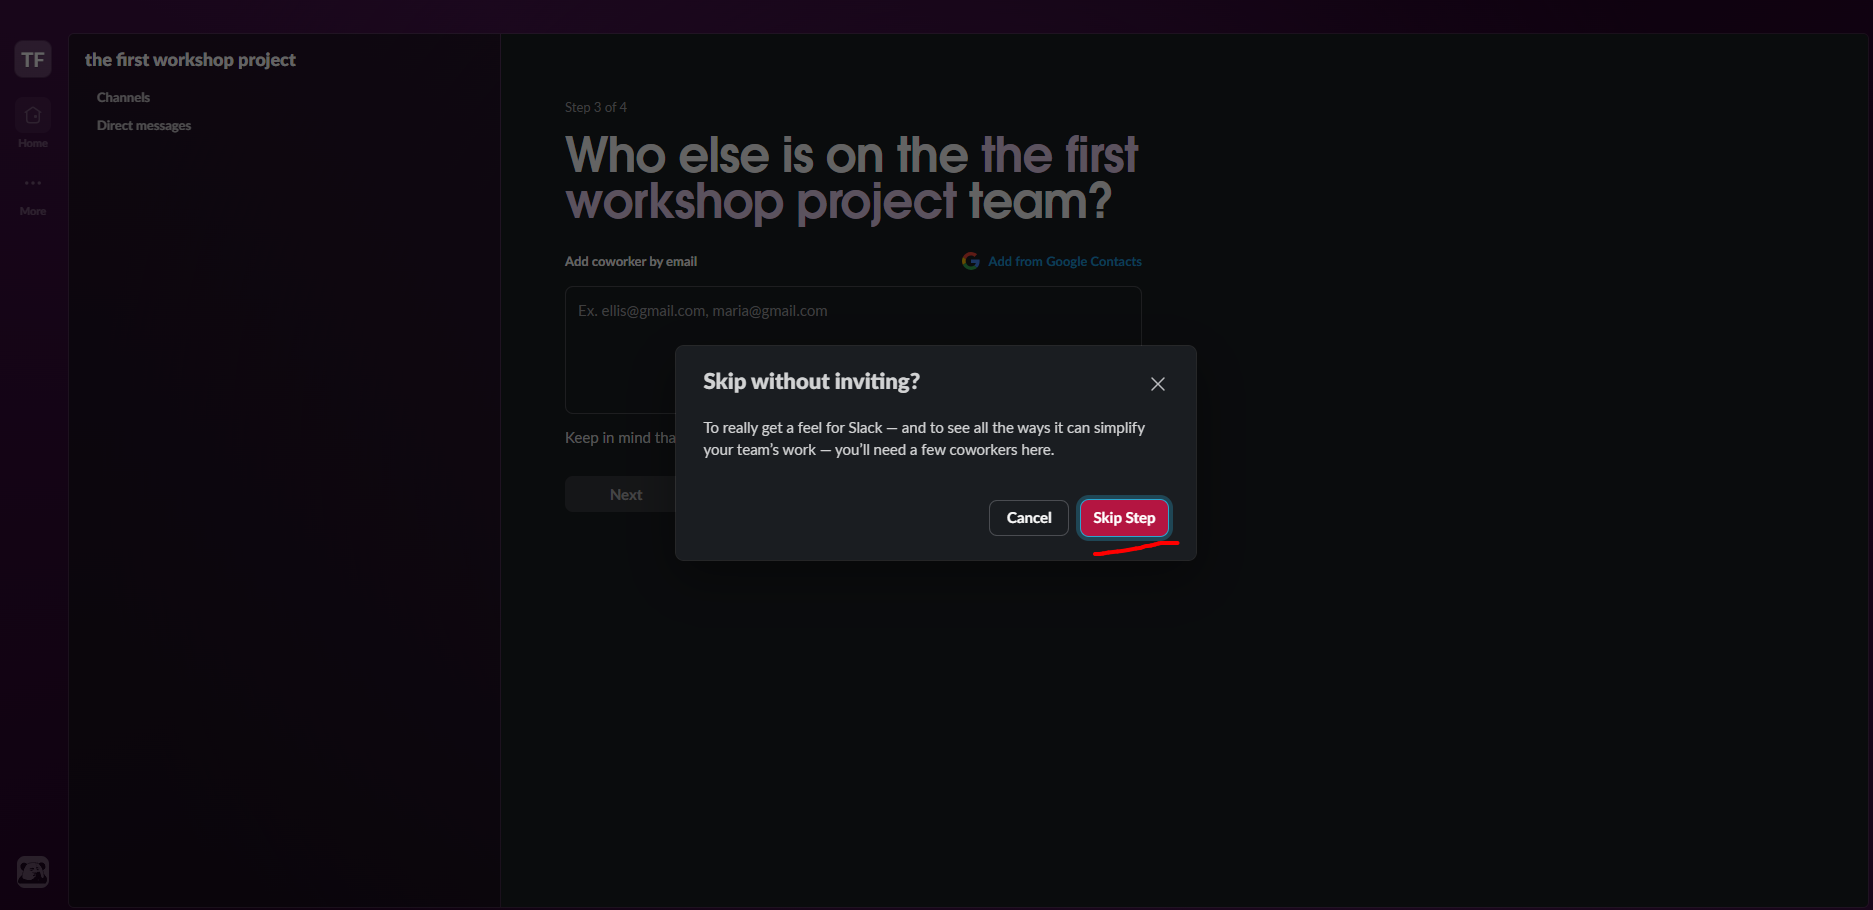 TF
the first workshop project
Channels
Direct messages
Home
More
Step 3 of 4
Who else is on the the first
workshop project team?
Add coworker by email
Add from Google Contacts
Ex. ellis@gmail.com, maria@gmail.com
Keep in mind
Next
Skip without inviting?
To really get a feel for Slack — and to see all the ways it can simplify
your team’s work — you’ll need a few coworkers here.
Cancel
Skip Step